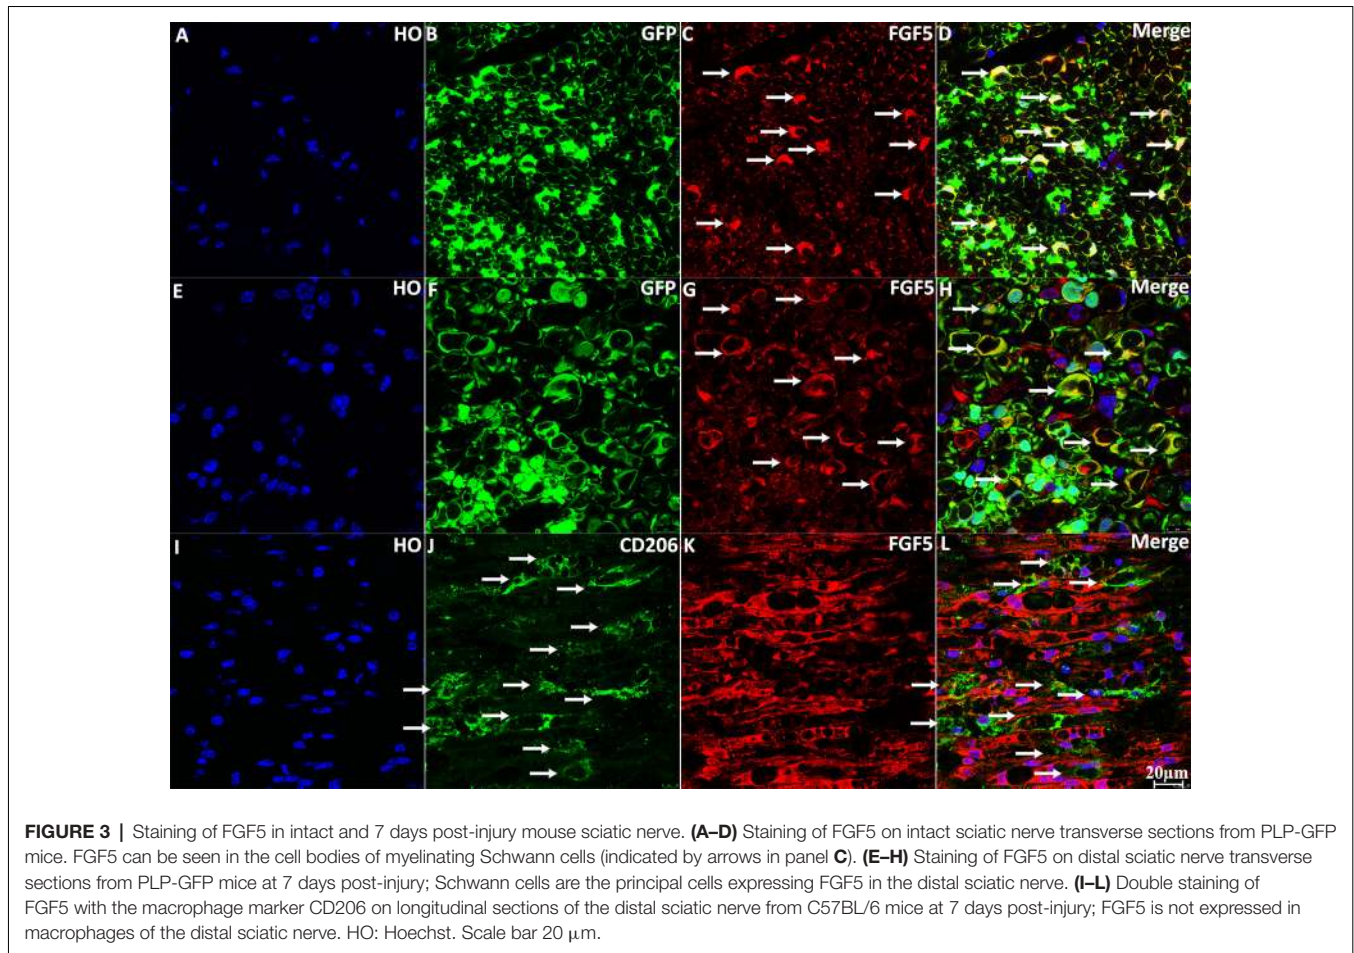 A HO B GFP C FGF5 D Merge
E HO F GFP G FGF5 H Merge
I HO J CD206 K FGF5 L Merge
20μm
FIGURE 3 | Staining of FGF5 in intact and 7 days post-injury mouse sciatic nerve. (A–D) Staining of FGF5 on intact sciatic nerve transverse sections from PLP-GFP
mice. FGF5 can be seen in the cell bodies of myelinating Schwann cells (indicated by arrows in panel C). (E–H) Staining of FGF5 on distal sciatic nerve transverse
sections from PLP-GFP mice at 7 days post-injury; Schwann cells are the principal cells expressing FGF5 in the distal sciatic nerve. (I–L) Double staining of
FGF5 with the macrophage marker CD206 on longitudinal sections of the distal sciatic nerve from C57BL/6 mice at 7 days post-injury; FGF5 is not expressed in
macrophages of the distal sciatic nerve. HO: Hoechst. Scale bar 20 μm.